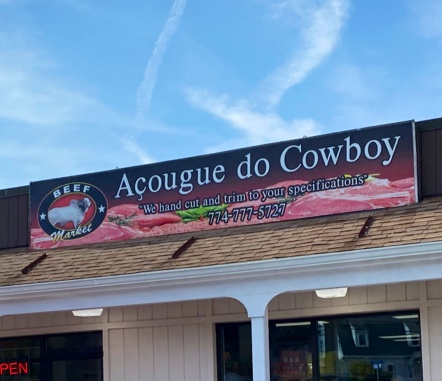 BEEF
Market
Açougue do Cowboy
"We hand cut and trim to your specifications"
774-777-5727
PEN